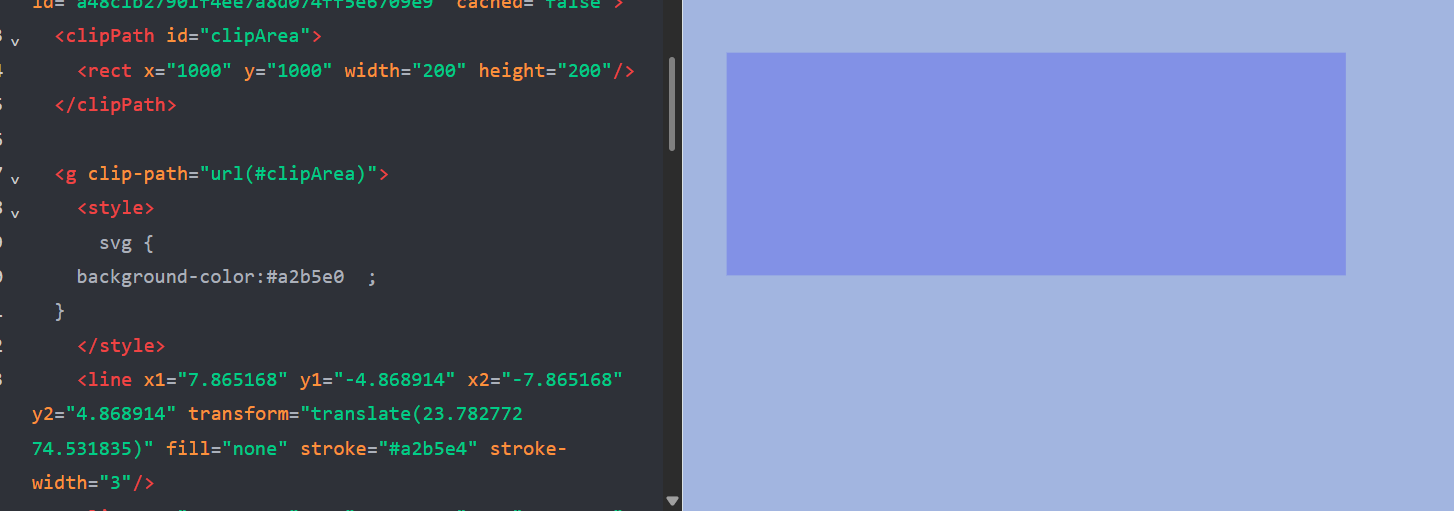 id="a48c1b27901f4ee7a8d074ff5e6709e9" cached="false">
<clipPath id="clipArea">
<rect x="1000" y="1000" width="200" height="200"/>
</clipPath>
<g clip-path="url(#clipArea)">
<style>
svg {
background-color:#a2b5e0  ;
}
</style>
<line x1="7.865168" y1="-4.868914" x2="-7.865168"
y2="4.868914" transform="translate(23.782772
74.531835)" fill="none" stroke="#a2b5e4" stroke-
width="3"/>